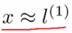 x ≈ l^{(1)}